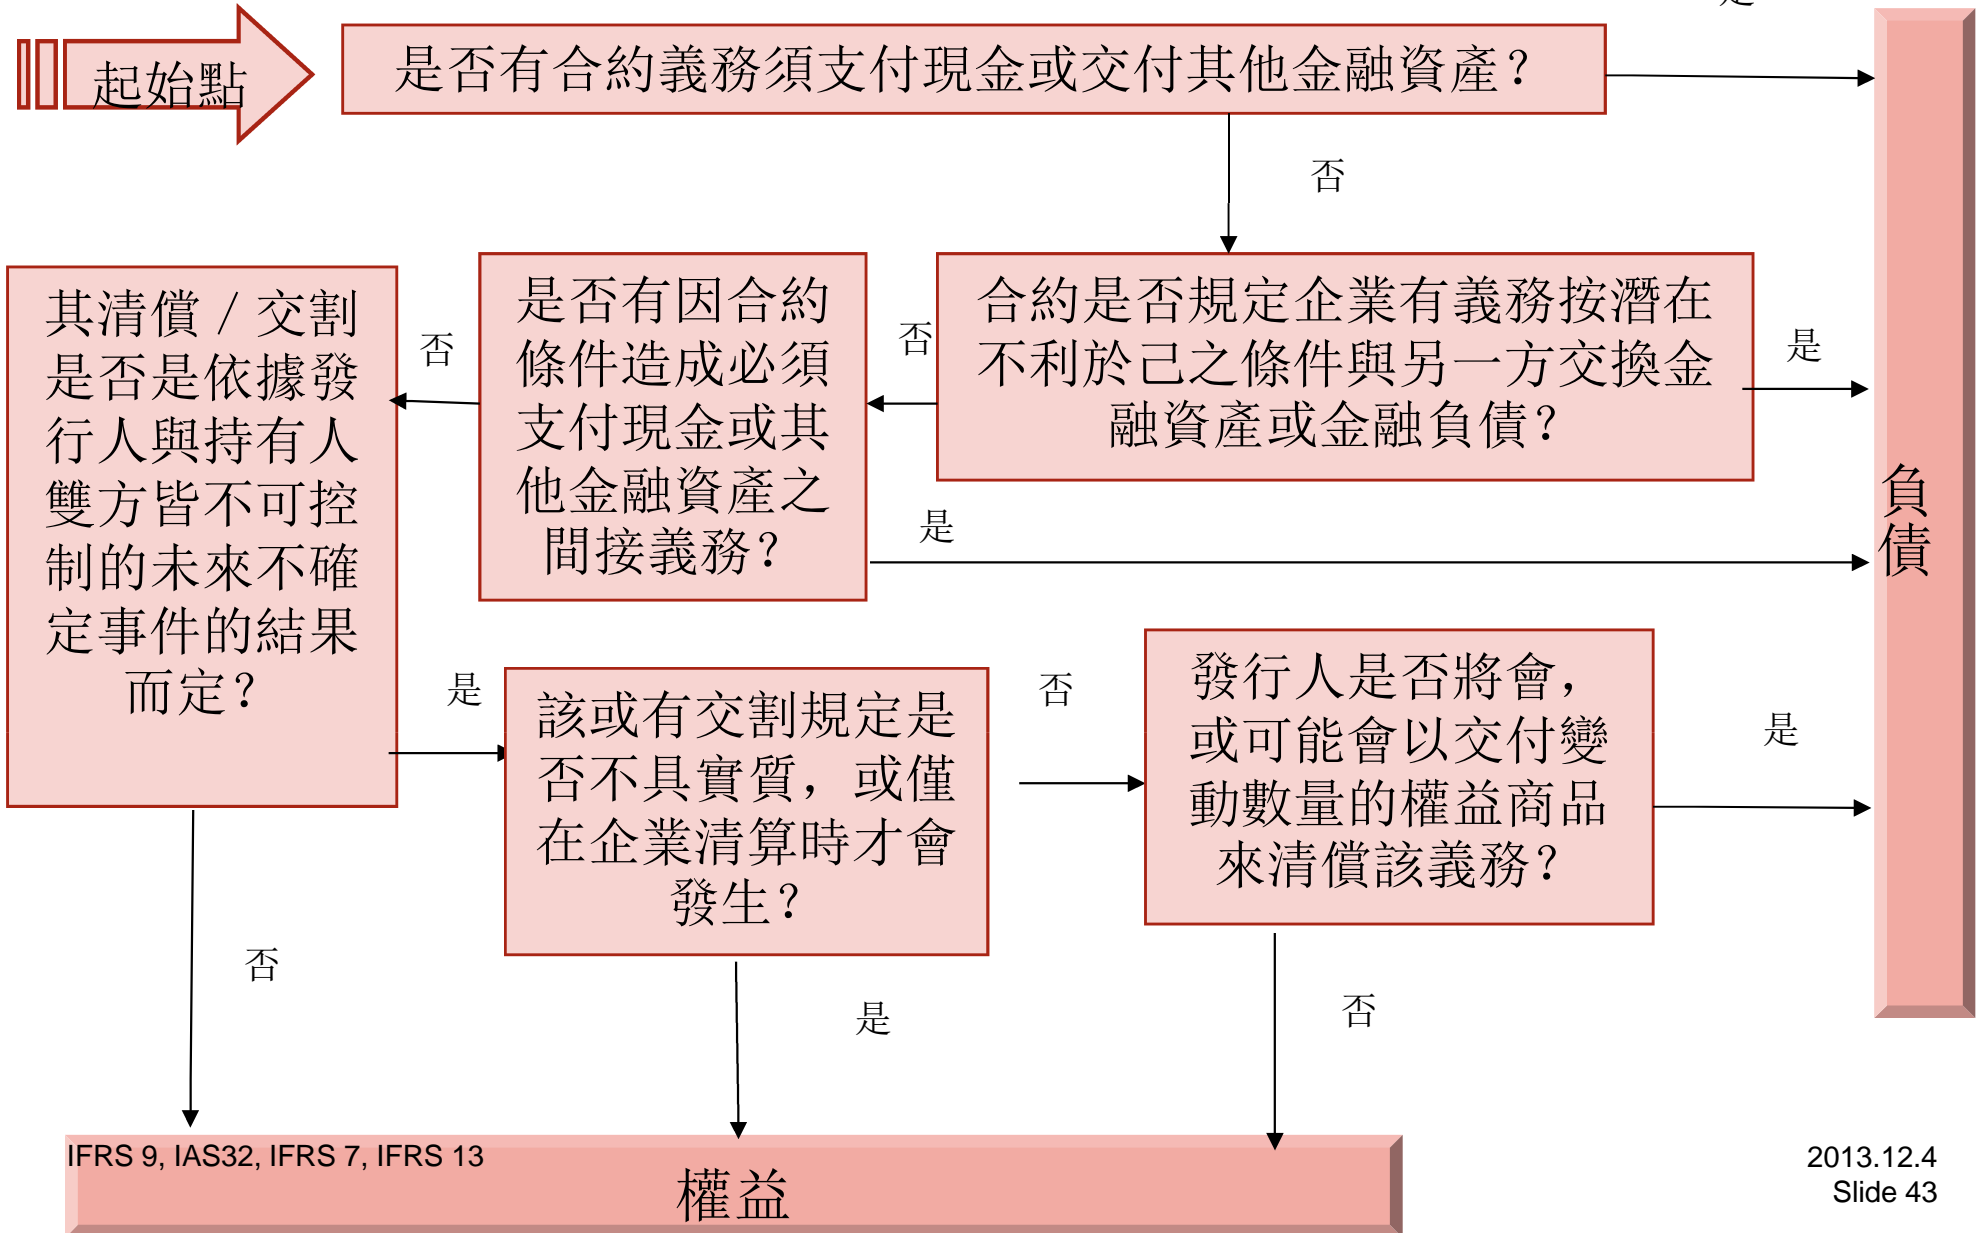 是
起始點
是否有合約義務須支付現金或交付其他金融資產？
否
合約是否規定企業有義務按潛在
不利於己之條件與另一方交換金
融資產或金融負債？
是
否
是否有因合約
條件造成必須
支付現金或其
他金融資產之
間接義務？
是
否
其清償／交割
是否是依據發
行人與持有人
雙方皆不可控
制的未來不確
定事件的結果
而定？
是
該或有交割規定是
否不具實質，或僅
在企業清算時才會
發生？
否
發行人是否將會，
或可能會以交付變
動數量的權益商品
來清償該義務？
是
負
債
否
是
否
IFRS 9, IAS32, IFRS 7, IFRS 13
權益
2013.12.4
Slide 43